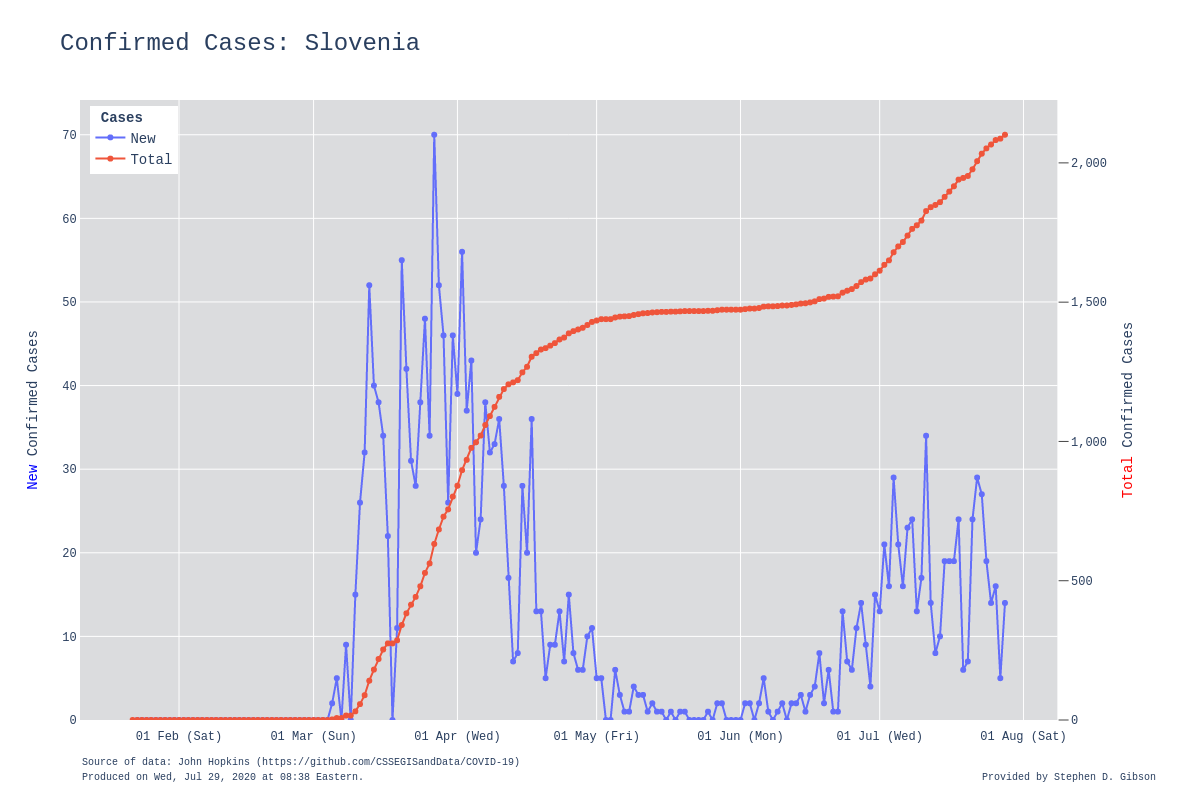 Confirmed Cases: Slovenia
Cases
New
Total
70
60
50
40
30
20
10
0
New Confirmed Cases
2,000
1,500
1,000
500
0
Total Confirmed Cases
01 Feb (Sat)
01 Mar (Sun)
01 Apr (Wed)
01 May (Fri)
01 Jun (Mon)
01 Jul (Wed)
01 Aug (Sat)
Source of data: John Hopkins (https://github.com/CSSEGISandData/COVID-19)
Produced on Wed, Jul 29, 2020 at 08:38 Eastern.
Provided by Stephen D. Gibson